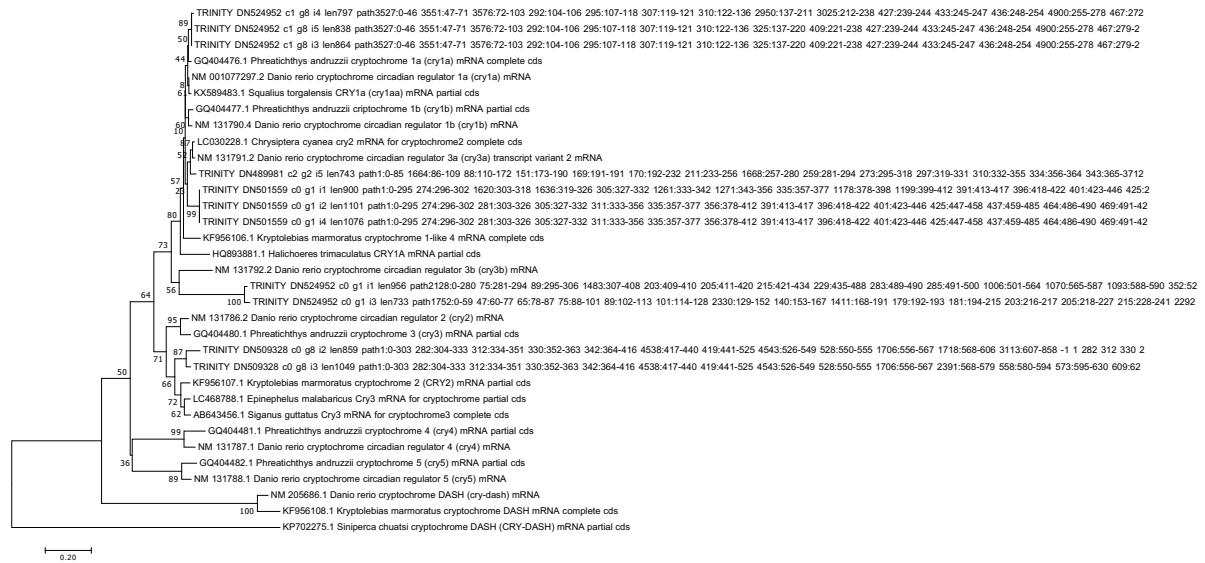 TRINITY DN524952 c1 g8 i4 len797 path3527:0-46 3551:47-71 3576:72-103 292:104-106 295:107-118 307:119-121 310:122-136 2950:137-211 3025:212-238 427:239-244 433:245-247 436:248-254 4900:255-278 467:272
TRINITY DN524952 c1 g8 i5 len838 path3527:0-46 3551:47-71 3576:72-103 292:104-106 295:107-118 307:119-121 310:122-136 325:137-220 409:221-238 427:239-244 433:245-247 436:248-254 4900:255-278 467:279-2
TRINITY DN524952 c1 g8 i3 len864 path3527:0-46 3551:47-71 3576:72-103 292:104-106 295:107-118 307:119-121 310:122-136 325:137-220 409:221-238 427:239-244 433:245-247 436:248-254 4900:255-278 467:279-2
GQ404476.1 Phreatichthys andruzzii cryptochrome 1a (cry1a) mRNA complete cds
NM 001077297.2 Danio rerio cryptochrome circadian regulator 1a (cry1a) mRNA
KX589483.1 Squalius torgalensis CRY1a (cry1aa) mRNA partial cds
GQ404477.1 Phreatichthys andruzzii criptochrome 1b (cry1b) mRNA partial cds
NM 131790.4 Danio rerio cryptochrome circadian regulator 1b (cry1b) mRNA
LC030228.1 Chrysiptera cyanea cry2 mRNA for cryptochrome2 complete cds
NM 131791.2 Danio rerio cryptochrome circadian regulator 3a (cry3a) transcript variant 2 mRNA
TRINITY DN489981 c2 g2 i5 len743 path1:0-85 1664:86-109 88:110-172 151:173-190 169:191-191 170:192-232 211:233-256 1668:257-280 259:281-294 273:295-318 297:319-331 310:332-355 334:356-364 343:365-3712
TRINITY DN501559 c0 g1 i1 len900 path1:0-295 274:296-302 1620:303-318 1636:319-326 305:327-332 1261:333-342 1271:343-356 335:357-377 1178:378-398 1199:399-412 391:413-417 396:418-422 401:423-446 425:2
TRINITY DN501559 c0 g1 i2 len1101 path1:0-295 274:296-302 281:303-326 305:327-332 311:333-356 335:357-377 356:378-412 391:413-417 396:418-422 401:423-446 425:447-458 437:459-485 464:486-490 469:491-42
TRINITY DN501559 c0 g1 i4 len1076 path1:0-295 274:296-302 281:303-326 305:327-332 311:333-356 335:357-377 356:378-412 391:413-417 396:418-422 401:423-446 425:447-458 437:459-485 464:486-490 469:491-42
KF956106.1 Kryptolebias marmoratus cryptochrome 1-like 4 mRNA complete cds
HQ893881.1 Halichoeres trimaculatus CRY1A mRNA partial cds
NM 131792.2 Danio rerio cryptochrome circadian regulator 3b (cry3b) mRNA
TRINITY DN524952 c0 g1 i1 len956 path2128:0-280 75:281-294 89:295-306 1483:307-408 203:409-410 205:411-420 215:421-434 229:435-488 283:489-490 285:491-500 1006:501-564 1070:565-587 1093:588-590 352:52
TRINITY DN524952 c0 g1 i3 len733 path1752:0-59 47:60-77 65:78-87 75:88-101 89:102-113 101:114-128 2330:129-152 140:153-167 1411:168-191 179:192-193 181:194-215 203:216-217 205:218-227 215:228-241 2292
NM 131786.2 Danio rerio cryptochrome circadian regulator 2 (cry2) mRNA
GQ404480.1 Phreatichthys andruzzii cryptochrome 3 (cry3) mRNA partial cds
TRINITY DN509328 c0 g8 i2 len859 path1:0-303 282:304-333 312:334-351 330:352-363 342:364-416 4538:417-440 419:441-525 4543:526-549 528:550-555 1706:556-567 1718:568-606 3113:607-858 -1 1 282 312 330 2
TRINITY DN509328 c0 g8 i3 len1049 path1:0-303 282:304-333 312:334-351 330:352-363 342:364-416 4538:417-440 419:441-525 4543:526-549 528:550-555 1706:556-567 2391:568-579 558:580-594 573:595-630 609:62
KF956107.1 Kryptolebias marmoratus cryptochrome 2 (CRY2) mRNA partial cds
LC468788.1 Epinephelus malabaricus Cry3 mRNA for cryptochrome partial cds
AB643456.1 Siganus guttatus Cry3 mRNA for cryptochrome3 complete cds
GQ404481.1 Phreatichthys andruzzii cryptochrome 4 (cry4) mRNA partial cds
NM 131787.1 Danio rerio cryptochrome circadian regulator 4 (cry4) mRNA
GQ404482.1 Phreatichthys andruzzii cryptochrome 5 (cry5) mRNA partial cds
NM 131788.1 Danio rerio cryptochrome circadian regulator 5 (cry5) mRNA
NM 205686.1 Danio rerio cryptochrome DASH (cry-dash) mRNA
KF956108.1 Kryptolebias marmoratus cryptochrome DASH mRNA complete cds
KP702275.1 Siniperca chuatsi cryptochrome DASH (CRY-DASH) mRNA partial cds
89
50
44
8
60
10
57
99
80
73
56
100
64
95
71
87
66
72
62
50
99
36
89
100
0.20